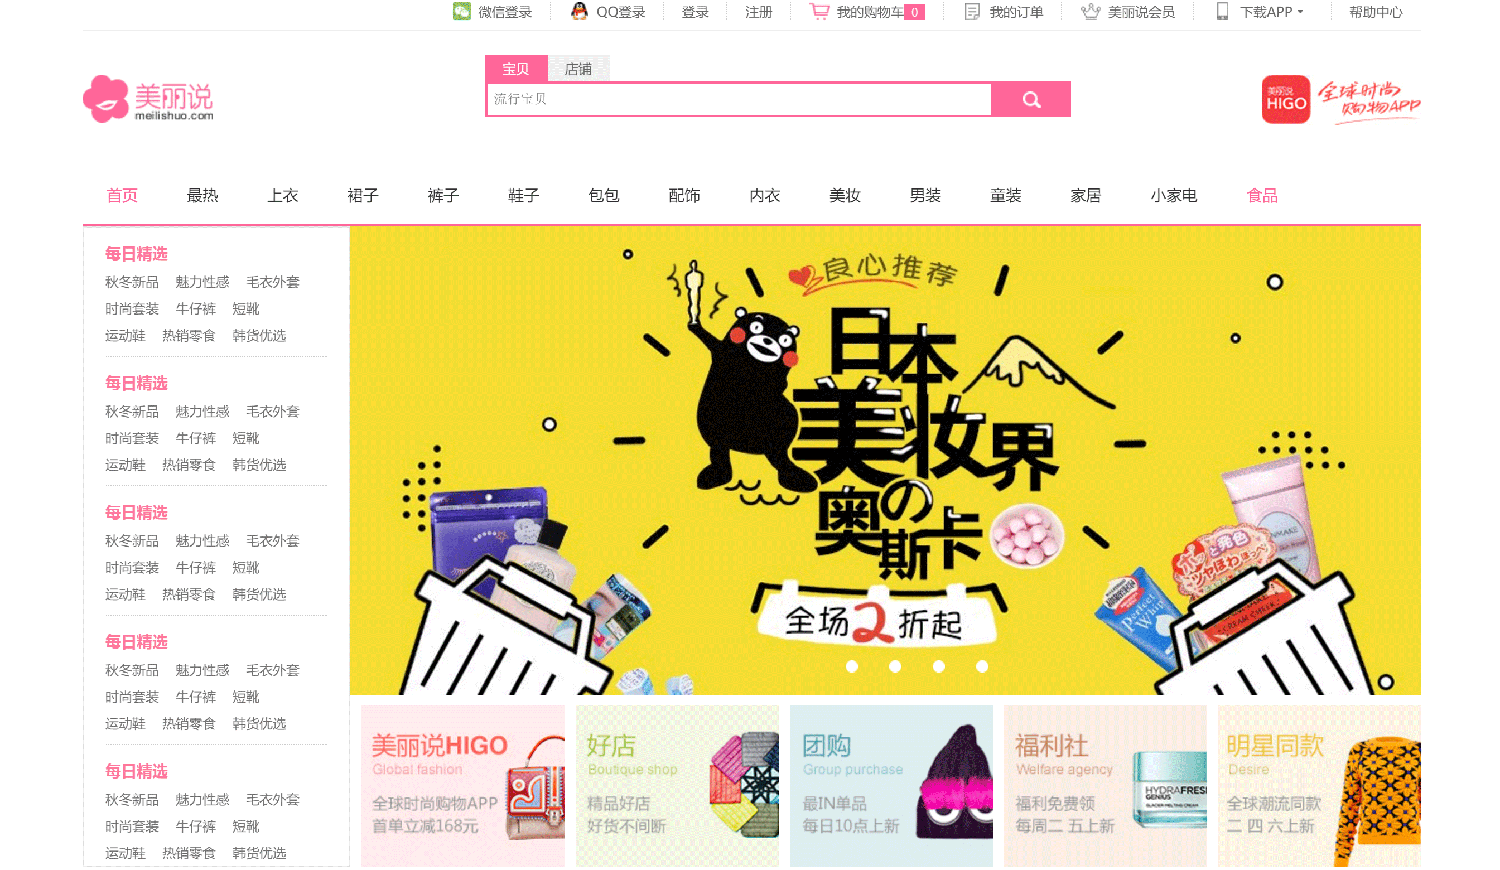 微信登录 QQ登录 登录 注册 我的购物车 0 我的订单 美丽说会员 下载APP 帮助中心
宝贝 店铺
美丽说
meilishuo.com
流行宝贝
美丽说
HIGO
全球时尚
购物APP
首页 最热 上衣 裙子 裤子 鞋子 包包 配饰 内衣 美妆 男装 童装 家居 小家电 食品
每日精选
秋冬新品 魅力性感 毛衣外套
时尚套装 牛仔裤 短靴
运动鞋 热销零食 韩货优选
每日精选
秋冬新品 魅力性感 毛衣外套
时尚套装 牛仔裤 短靴
运动鞋 热销零食 韩货优选
每日精选
秋冬新品 魅力性感 毛衣外套
时尚套装 牛仔裤 短靴
运动鞋 热销零食 韩货优选
每日精选
秋冬新品 魅力性感 毛衣外套
时尚套装 牛仔裤 短靴
运动鞋 热销零食 韩货优选
每日精选
秋冬新品 魅力性感 毛衣外套
时尚套装 牛仔裤 短靴
运动鞋 热销零食 韩货优选
良心推荐
日本
美妆界
の
奥斯卡
全场2折起
と発色
ツヤほわほっぺ
Perfect
CREAM CHEEK
美丽说HIGO
Global fashion
全球时尚购物APP
首单立减168元
好店
Boutique shop
精品好店
好货不间断
团购
Group purchase
最IN单品
每日10点上新
福利社
Welfare agency
福利免费领
每周二 五上新
HYDRAFRES
GENIUS
GLACIER MELTING CREAM
明星同款
Desire
全球潮流同款
二 四 六上新